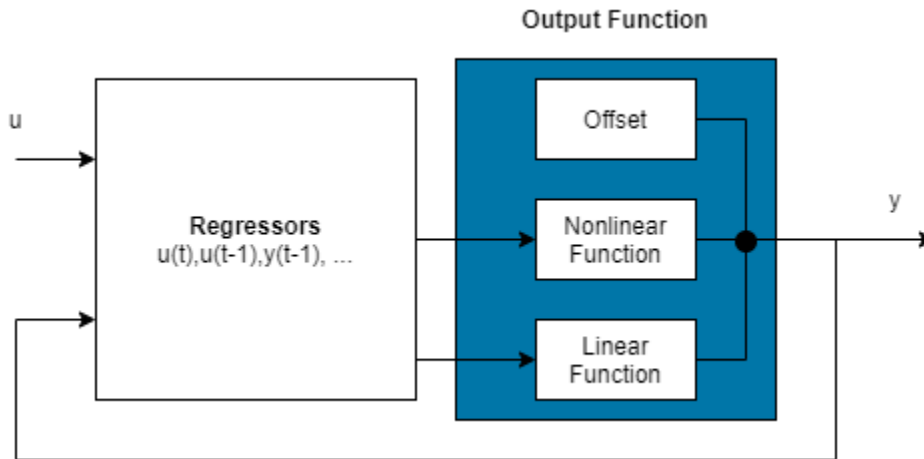 Output Function
u
Offset
Regressors
u(t),u(t-1),y(t-1), ...
Nonlinear
Function
y
Linear
Function